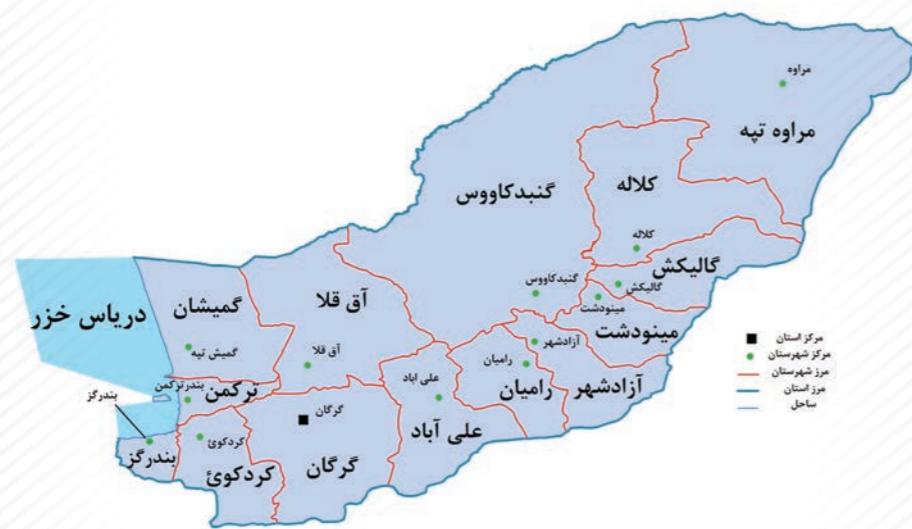 مراوه
مراوه تپه
کلاله
گنبدکاووس
کلاله
گالیکش
گنبدکاووس
گالیکش
مینودشت
مینودشت
دریاس خزر
گمیشان
آق قلا
گمیش تپه
آق قلا
آزادشهر
رامیان
آزادشهر
رامیان
علی اباد
علی آباد
ترکمن
بندرترکمن
بندرگز
بندرگز
کردکوئ
کردکوئ
گرگان
گرگان
مرکز استان
مرکز شهرستان
مرز شهرستان
مرز استان
ساحل